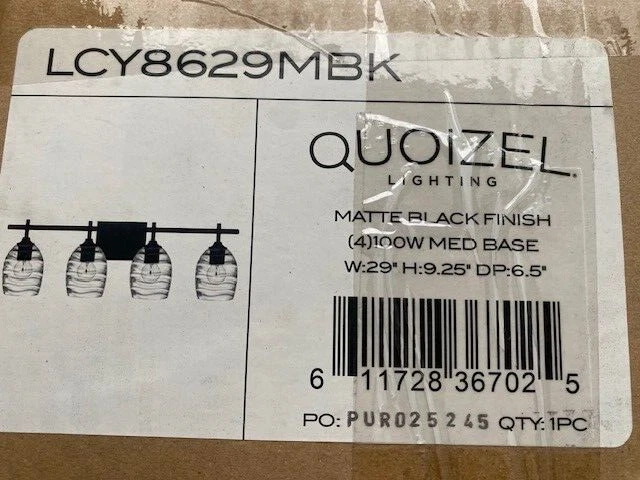 LCY8629MBK
QUOIZEL
LIGHTING
MATTE BLACK FINISH
(4)100W MED BASE
W:29" H:9.25" DP:6.5"
6 11728 36702 5
PO: PUR025245 QTY: 1PC